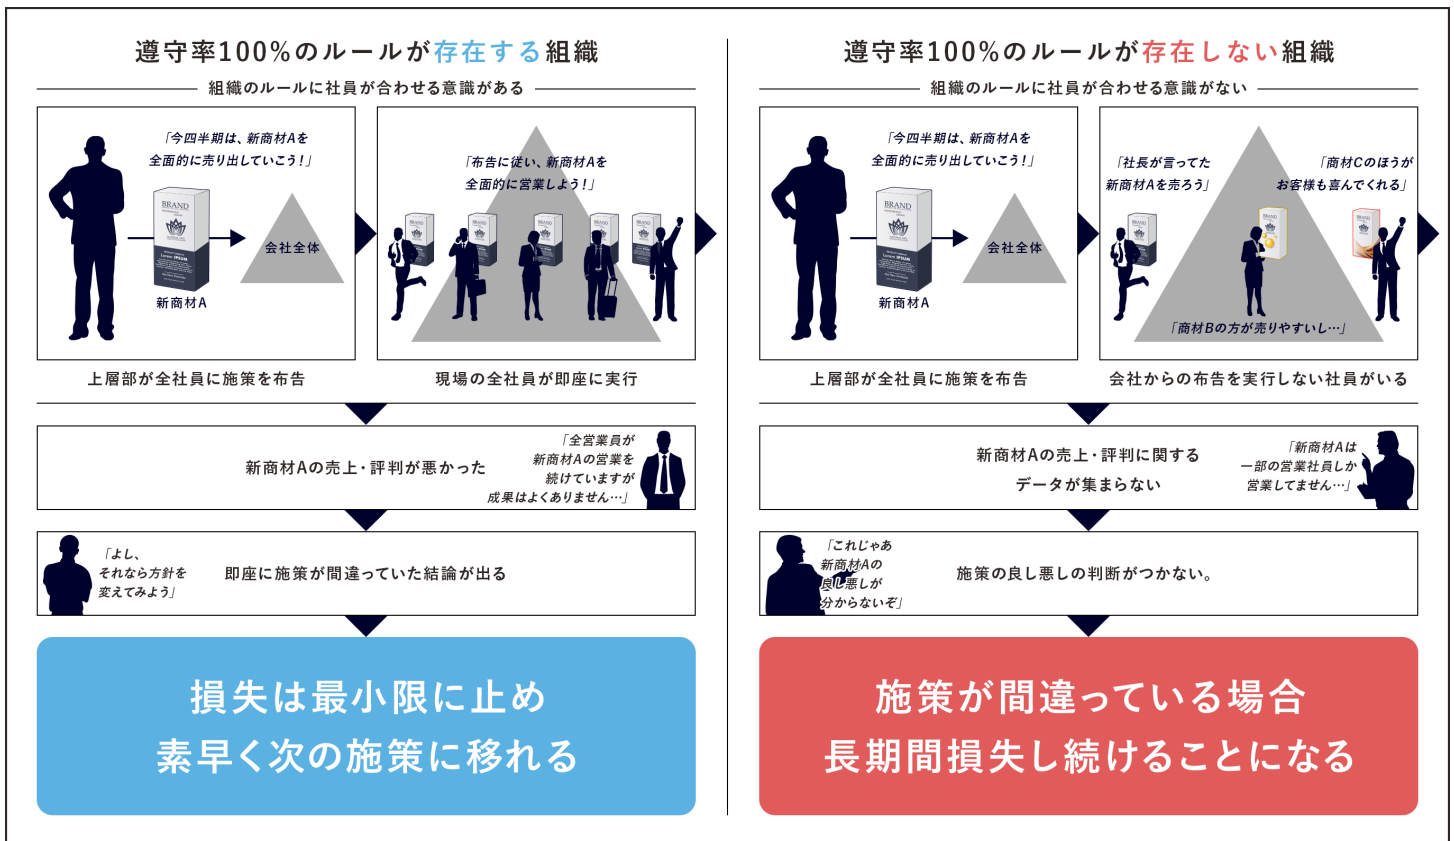 遵守率100%のルールが存在する組織
組織のルールに社員が合わせる意識がある
「今四半期は、新商材Aを
全面的に売り出していこう！」
BRAND
Lorem IPSUM
新商材A
会社全体
「布告に従い、新商材Aを
全面的に営業しよう！」
BRAND
BRAND
BRAND
BRAND
BRAND
上層部が全社員に施策を布告
現場の全社員が即座に実行
新商材Aの売上・評判が悪かった
「全営業員が
新商材Aの営業を
続けていますが
成果はよくありません…」
「よし、
それなら方針を
変えてみよう」
即座に施策が間違っていた結論が出る
損失は最小限に止め
素早く次の施策に移れる
遵守率100%のルールが存在しない組織
組織のルールに社員が合わせる意識がない
「今四半期は、新商材Aを
全面的に売り出していこう！」
BRAND
Lorem IPSUM
新商材A
会社全体
「社長が言ってた
新商材Aを売ろう」
「商材Cのほうが
お客様も喜んでくれる」
BRAND
BRAND
BRAND
「商材Bの方が売りやすいし…」
上層部が全社員に施策を布告
会社からの布告を実行しない社員がいる
新商材Aの売上・評判に関する
データが集まらない
「新商材Aは
一部の営業社員しか
営業してません…」
「これじゃあ
新商材Aの
良し悪しが
分からないぞ」
施策の良し悪しの判断がつかない。
施策が間違っている場合
長期間損失し続けることになる